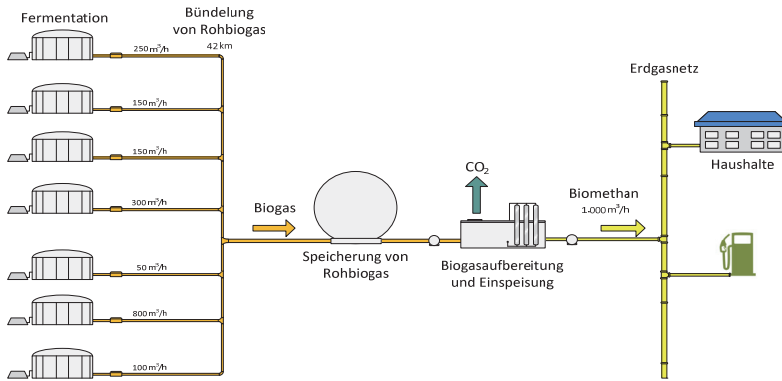 Fermentation
Bündelung
von Rohbiogas
42 km
250 m³/h
150 m³/h
150 m³/h
300 m³/h
50 m³/h
800 m³/h
100 m³/h
Biogas
Speicherung von
Rohbiogas
CO₂
Biogasaufbereitung
und Einspeisung
Biomethan
1.000 m³/h
Erdgasnetz
Haushalte